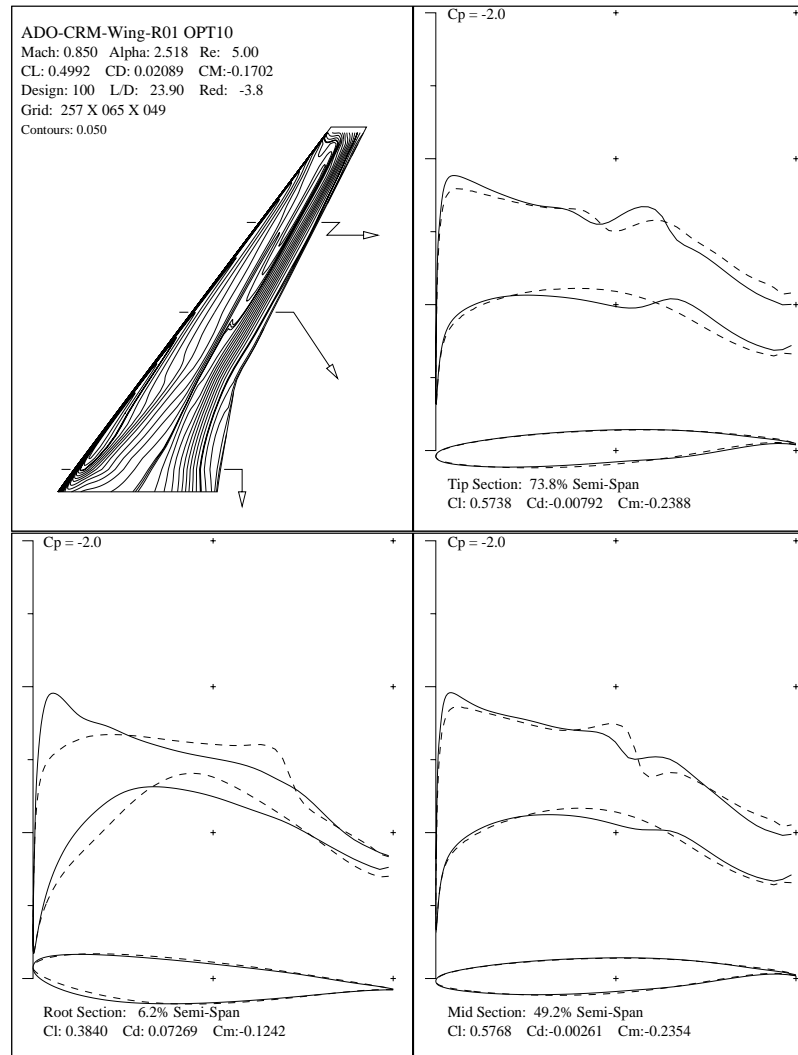 ADO-CRM-Wing-R01 OPT10
Mach: 0.850 Alpha: 2.518 Re: 5.00
CL: 0.4992 CD: 0.02089 CM:-0.1702
Design: 100 L/D: 23.90 Red: -3.8
Grid: 257 X 065 X 049
Contours: 0.050
Cp = -2.0
Tip Section: 73.8% Semi-Span
Cl: 0.5738 Cd:-0.00792 Cm:-0.2388
Cp = -2.0
Root Section: 6.2% Semi-Span
Cl: 0.3840 Cd: 0.07269 Cm:-0.1242
Cp = -2.0
Mid Section: 49.2% Semi-Span
Cl: 0.5768 Cd:-0.00261 Cm:-0.2354